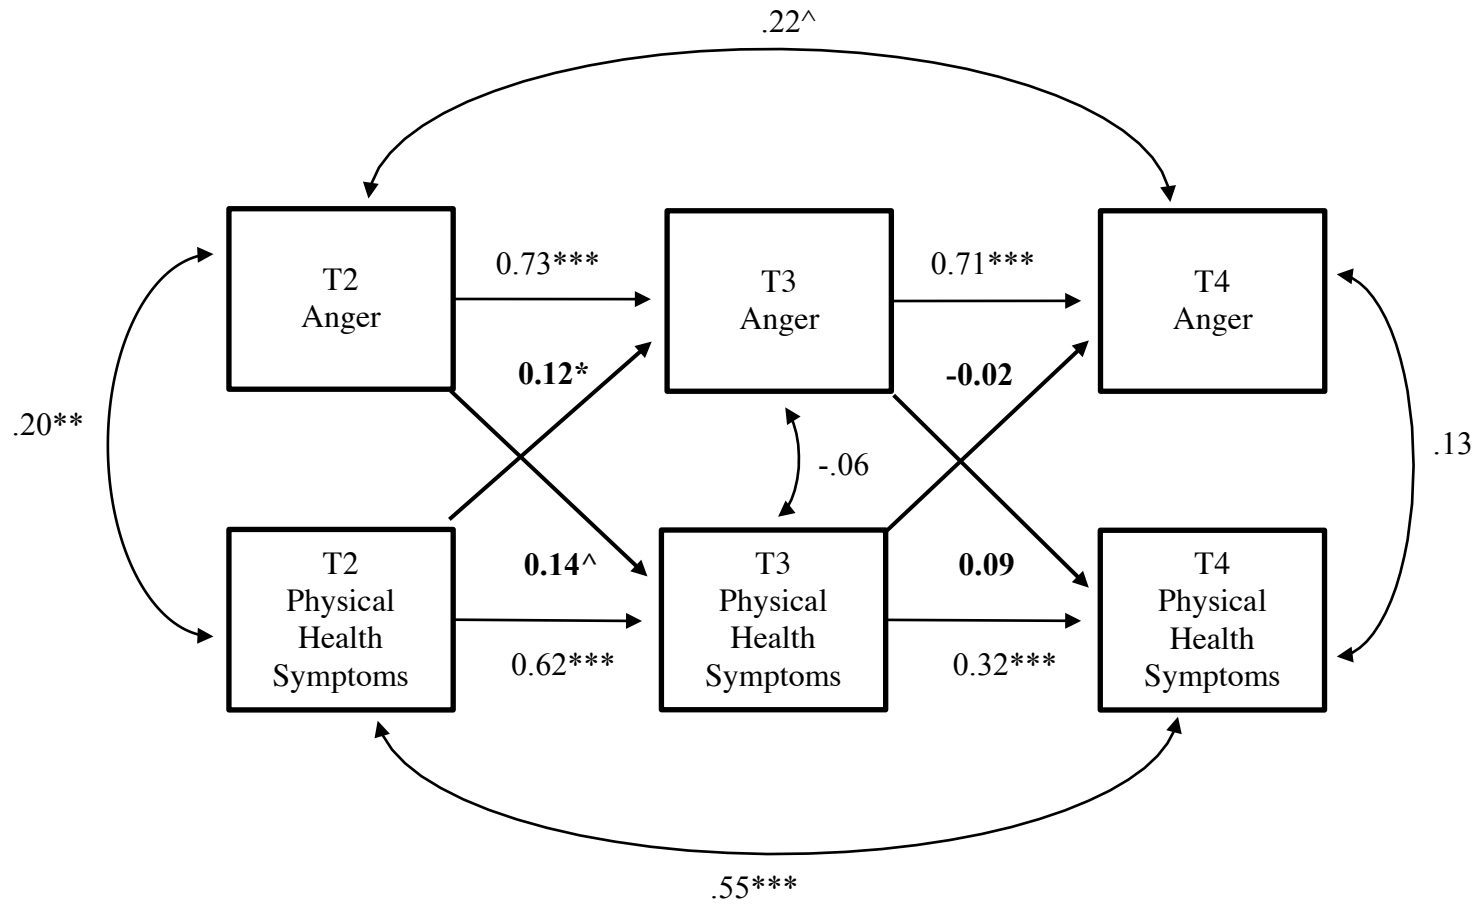 .22^
T2
Anger
0.73***
T3
Anger
0.71***
T4
Anger
0.12*
-0.02
.20**
-.06
.13
T2
Physical
Health
Symptoms
0.14^
0.62***
T3
Physical
Health
Symptoms
0.09
0.32***
T4
Physical
Health
Symptoms
.55***